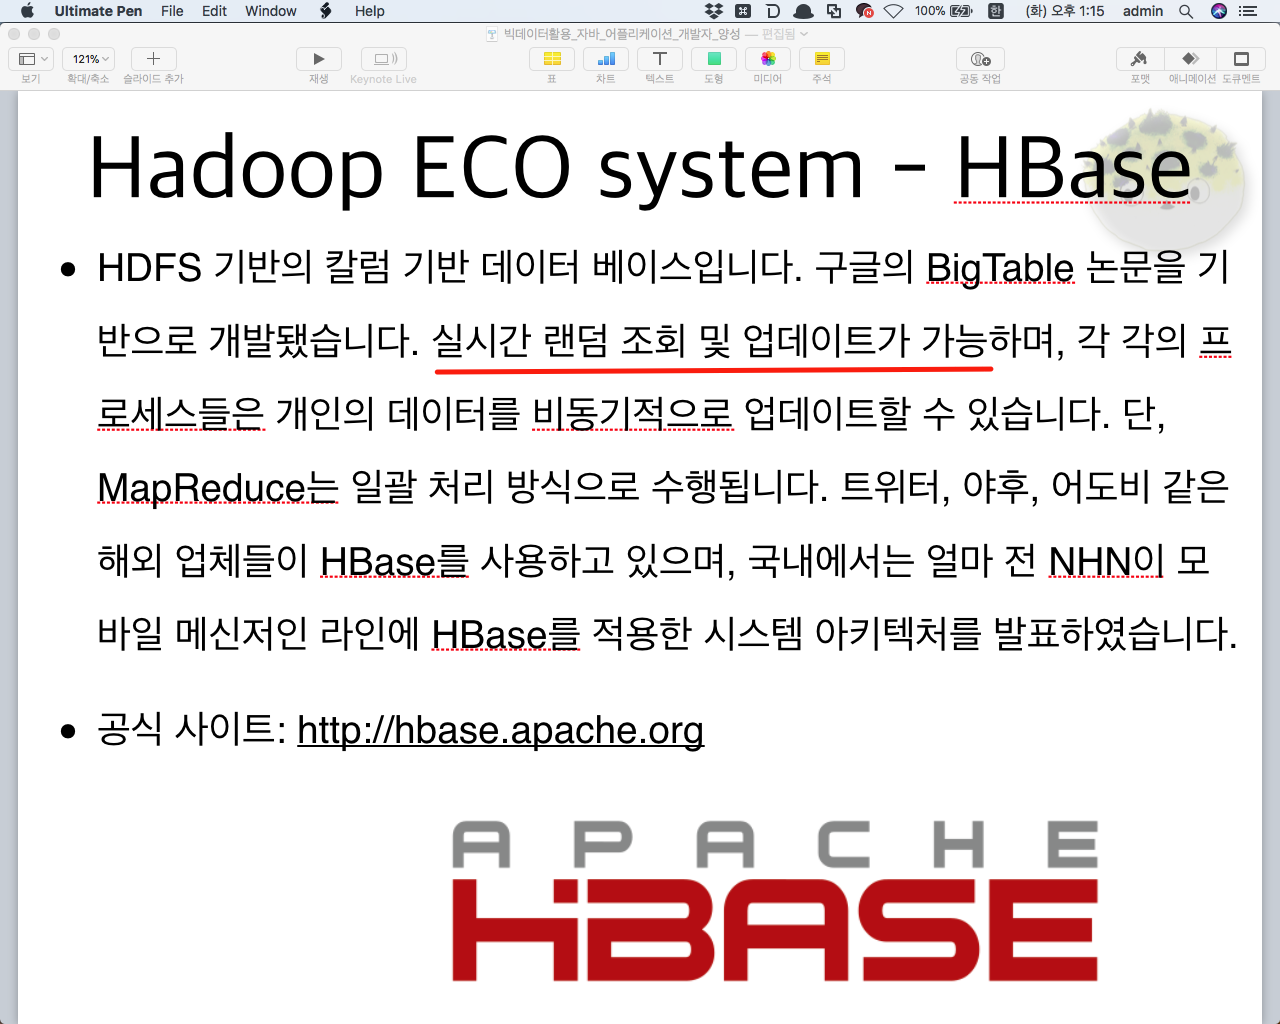 Ultimate Pen File Edit Window Help 100% 한 (화) 오후 1:15 admin
빅데이터활용_자바_어플리케이션_개발자_양성 — 편집됨
121%
보기 확대/축소 슬라이드 추가 재생 Keynote Live 표 차트 텍스트 도형 미디어 주석 공동 작업 포맷 애니메이션 도큐멘트
Hadoop ECO system - HBase
• HDFS 기반의 칼럼 기반 데이터 베이스입니다. 구글의 BigTable 논문을 기
반으로 개발됐습니다. 실시간 랜덤 조회 및 업데이트가 가능하며, 각 각의 프
로세스들은 개인의 데이터를 비동기적으로 업데이트할 수 있습니다. 단,
MapReduce는 일괄 처리 방식으로 수행됩니다. 트위터, 야후, 어도비 같은
해외 업체들이 HBase를 사용하고 있으며, 국내에서는 얼마 전 NHN이 모
바일 메신저인 라인에 HBase를 적용한 시스템 아키텍처를 발표하였습니다.
• 공식 사이트: http://hbase.apache.org
APACHE
HBASE